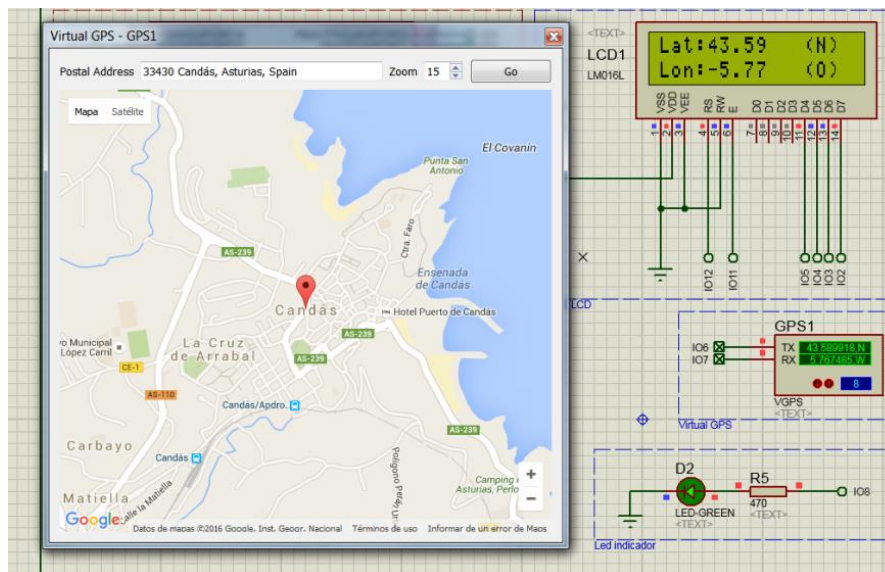 Virtual GPS - GPS1
Postal Address 33430 Candás, Asturias, Spain Zoom 15 Go
Mapa Satélite
El Covanín
Punta San Antonio
Ctra. Faro
AS-239
Ensenada de Candás
Candás
Hotel Puerto de Candás
yo Municipal López Carril
La Cruz de Arrabal
AS-239
AS-239
CE-1
AS-110
Candás/Apdro.
AS-239
Carbayo
Candás
Camping
Asturias, Perlo
Matiella
Calle la Matiella
+
−
Google
Datos de mapas ©2016 Google, Inst. Geogr. Nacional Términos de uso Informar de un error de Maps
<TEXT>
LCD1
LM016L
Lat:43.59 (N)
Lon:-5.77 (O)
VSS VDD VEE RS RW E D0 D1 D2 D3 D4 D5 D6 D7
1 2 3 4 5 6 7 8 9 10 11 12 13 14
IO12 IO11 IO5 IO4 IO3 IO2
LCD
GPS1
IO6 TX 43.589918,N
IO7 RX 5.767485,W
8
VGPS
<TEXT>
Virtual GPS
D2
LED-GREEN
<TEXT>
R5
470
<TEXT>
IO8
Led indicador